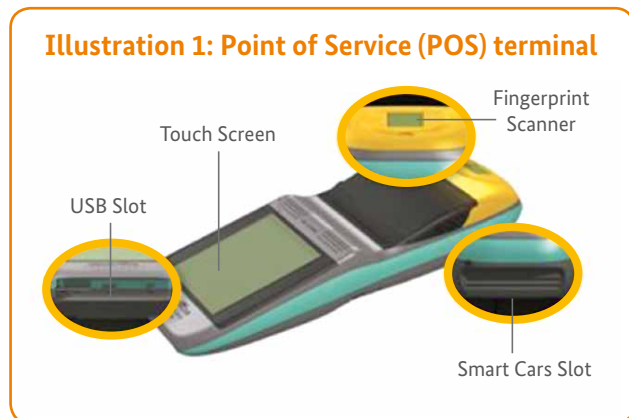 Illustration 1: Point of Service (POS) terminal
Fingerprint
Scanner
Touch Screen
USB Slot
Smart Cars Slot